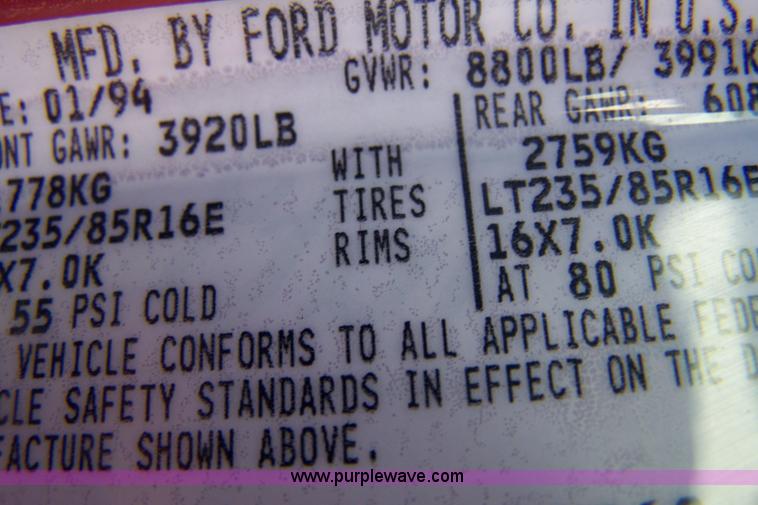 MFD. BY FORD MOTOR CO. IN U.S.
E: 01/94 GVWR: 8800LB/ 3991K
NT GAWR: 3920LB REAR GAWR: 608
778KG WITH 2759KG
235/85R16E TIRES LT235/85R16E
X7.0K RIMS 16X7.0K
55 PSI COLD AT 80 PSI CO
VEHICLE CONFORMS TO ALL APPLICABLE FEDE
CLE SAFETY STANDARDS IN EFFECT ON THE D
FACTURE SHOWN ABOVE.
www.purplewave.com